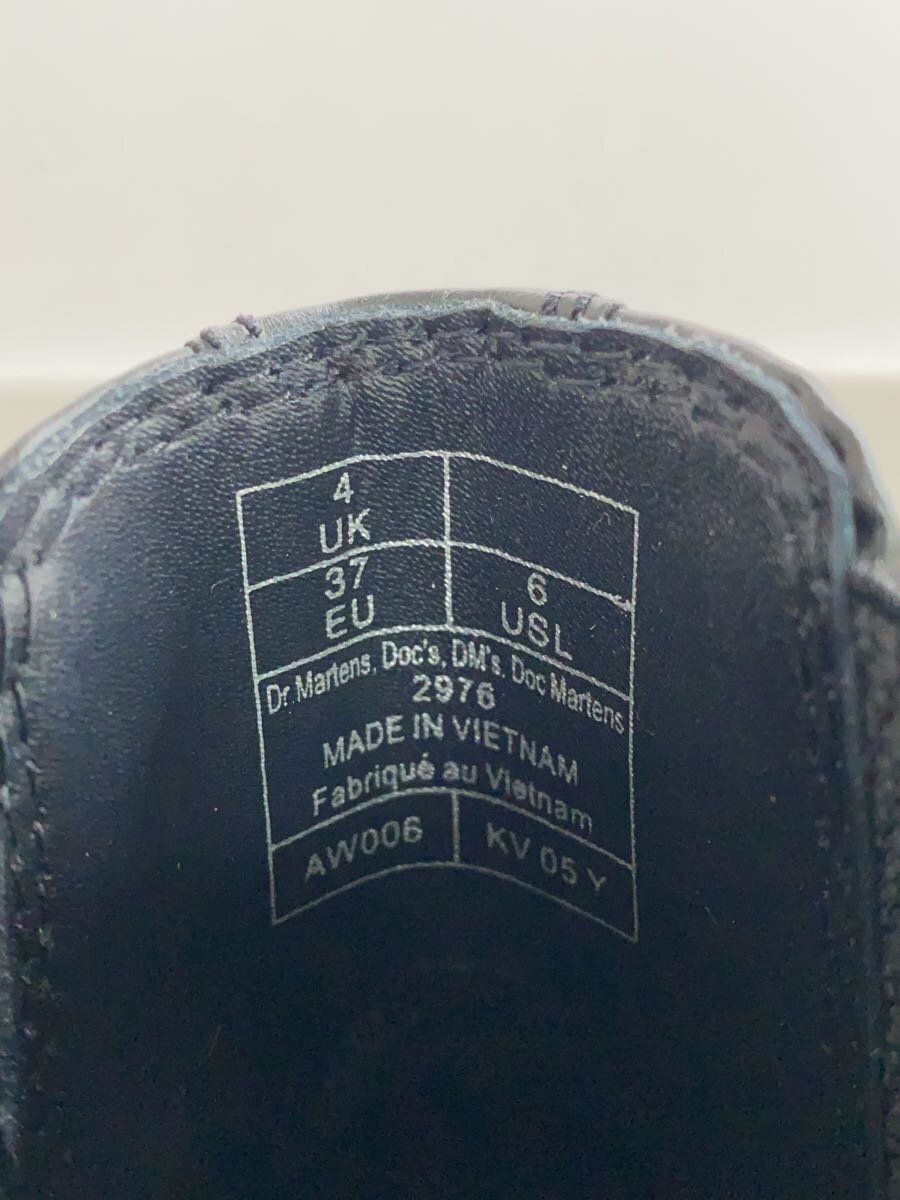 4
UK
37
EU
6
USL
Dr. Martens, Doc's, DM's, Doc Martens
2976
MADE IN VIETNAM
Fabriqué au Vietnam
AW006
KV 05 Y